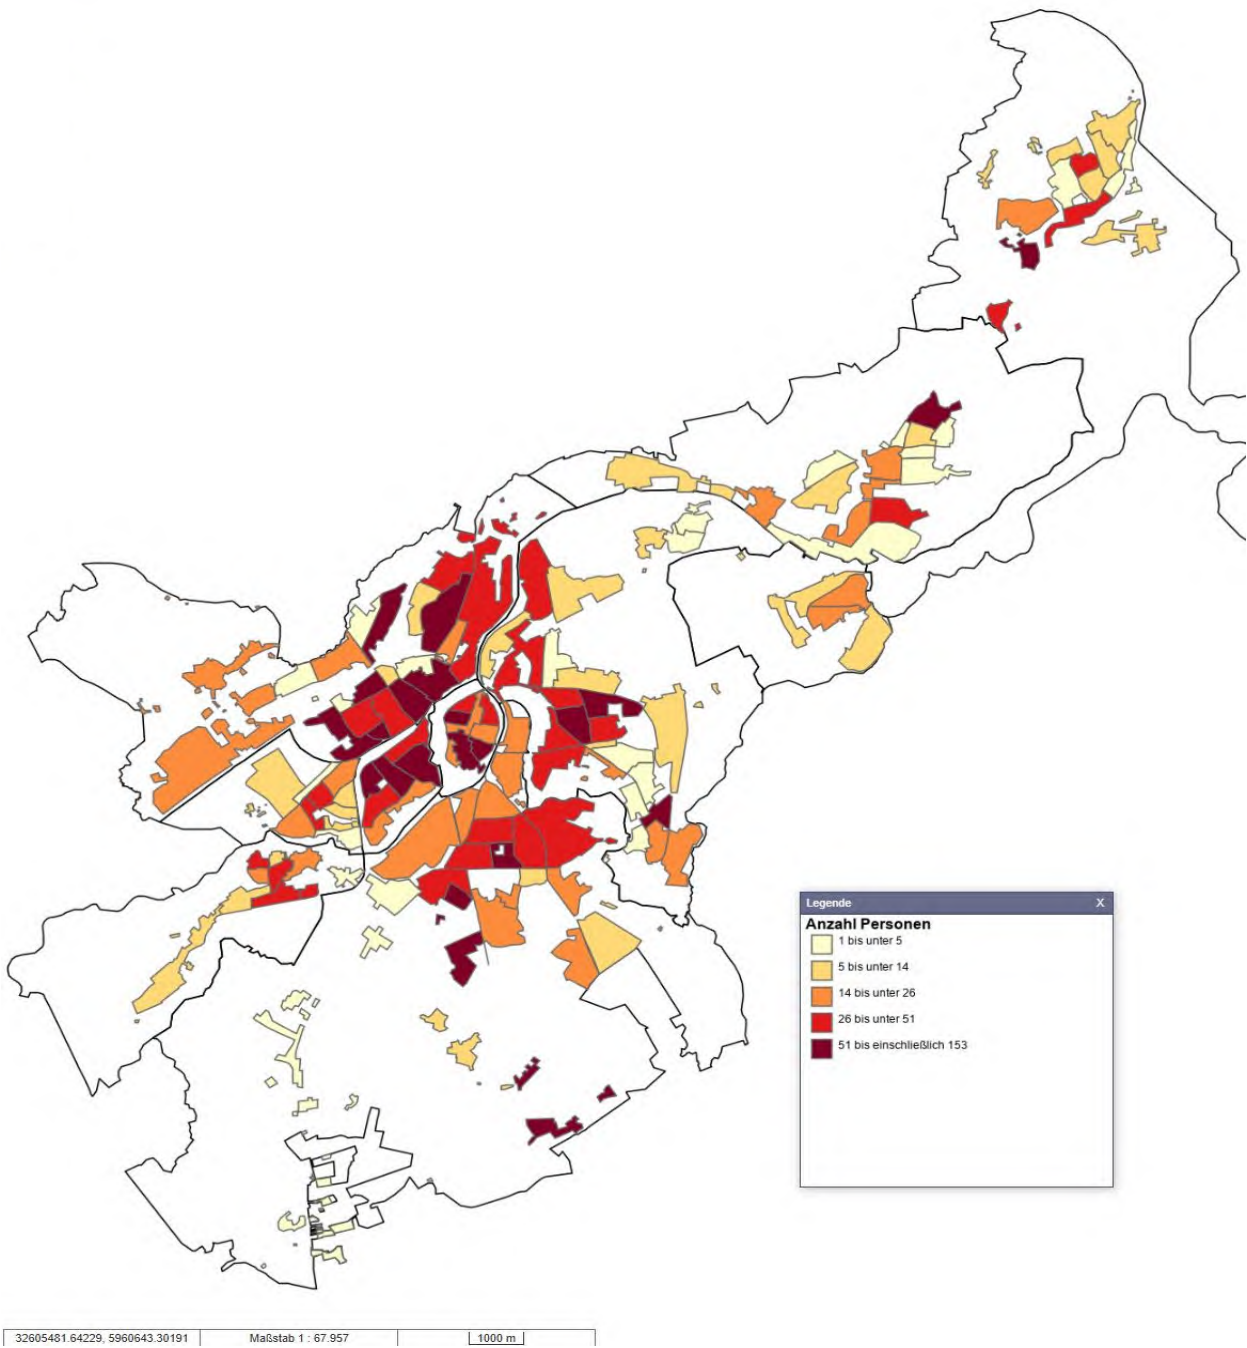 Legende X
Anzahl Personen
1 bis unter 5
5 bis unter 14
14 bis unter 26
26 bis unter 51
51 bis einschließlich 153
32605481.64229, 5960643.30191 Maßstab 1 : 67.957 1000 m